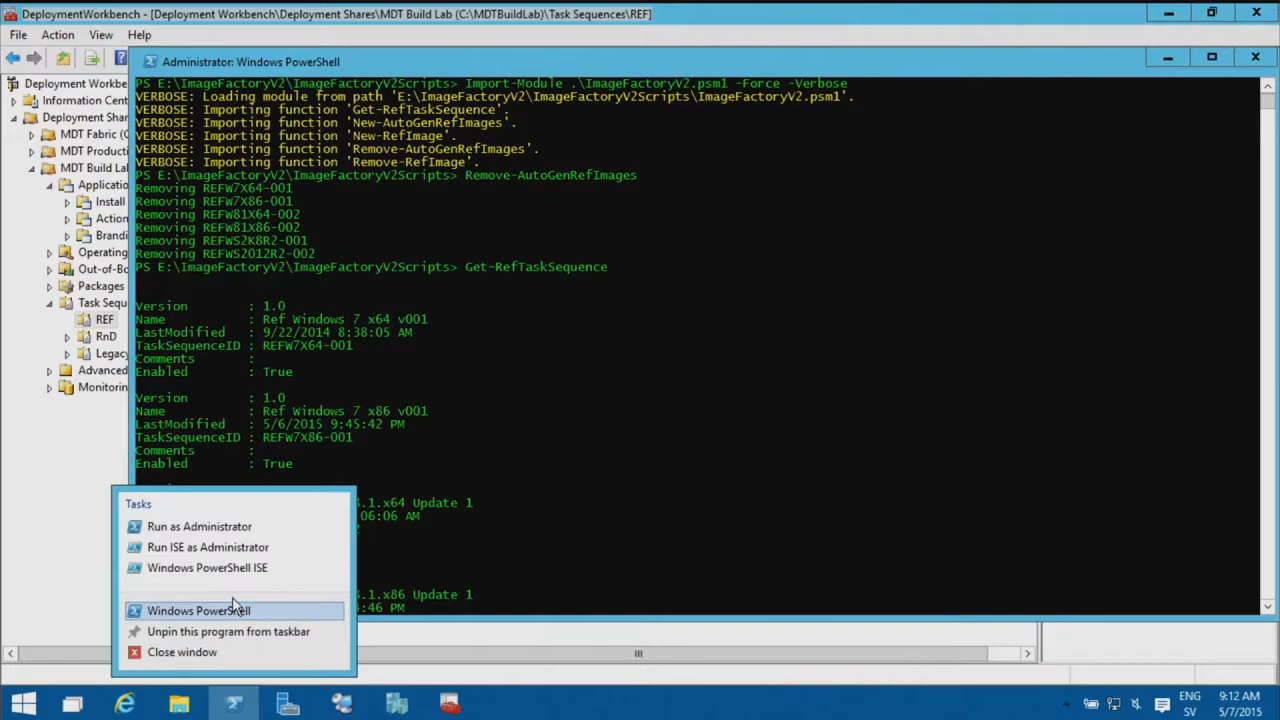 DeploymentWorkbench - [Deployment Workbench\Deployment Shares\MDT Build Lab (C:\MDTBuildLab)\Task Sequences\REF]
File Action View Help
Administrator: Windows PowerShell
Deployment Workbe
Information Cent
Deployment Shar
MDT Fabric (
MDT Producti
MDT Build La
Application
Install
Action
Brandi
Operating
Out-of-Bo
Packages
Task Sequ
REF
RnD
Legacy
Advanced
Monitorin
PS E:\ImageFactoryV2\ImageFactoryV2Scripts> Import-Module .\ImageFactoryV2.psm1 -Force -Verbose
VERBOSE: Loading module from path 'E:\ImageFactoryV2\ImageFactoryV2Scripts\ImageFactoryV2.psm1'.
VERBOSE: Importing function 'Get-RefTaskSequence'.
VERBOSE: Importing function 'New-AutoGenRefImages'.
VERBOSE: Importing function 'New-RefImage'.
VERBOSE: Importing function 'Remove-AutoGenRefImages'.
VERBOSE: Importing function 'Remove-RefImage'.
PS E:\ImageFactoryV2\ImageFactoryV2Scripts> Remove-AutoGenRefImages
Removing REFW7X64-001
Removing REFW7X86-001
Removing REFW81X64-002
Removing REFW81X86-002
Removing REFWS2K8R2-001
Removing REFWS2012R2-002
PS E:\ImageFactoryV2\ImageFactoryV2Scripts> Get-RefTaskSequence
Version : 1.0
Name : Ref Windows 7 x64 v001
LastModified : 9/22/2014 8:38:05 AM
TaskSequenceID : REFW7X64-001
Comments :
Enabled : True
Version : 1.0
Name : Ref Windows 7 x86 v001
LastModified : 5/6/2015 9:45:42 PM
TaskSequenceID : REFW7X86-001
Comments :
Enabled : True
.1.x64 Update 1
06:06 AM
.1.x86 Update 1
4:46 PM
Tasks
Run as Administrator
Run ISE as Administrator
Windows PowerShell ISE
Windows PowerShell
Unpin this program from taskbar
Close window
ENG
SV
9:12 AM
5/7/2015